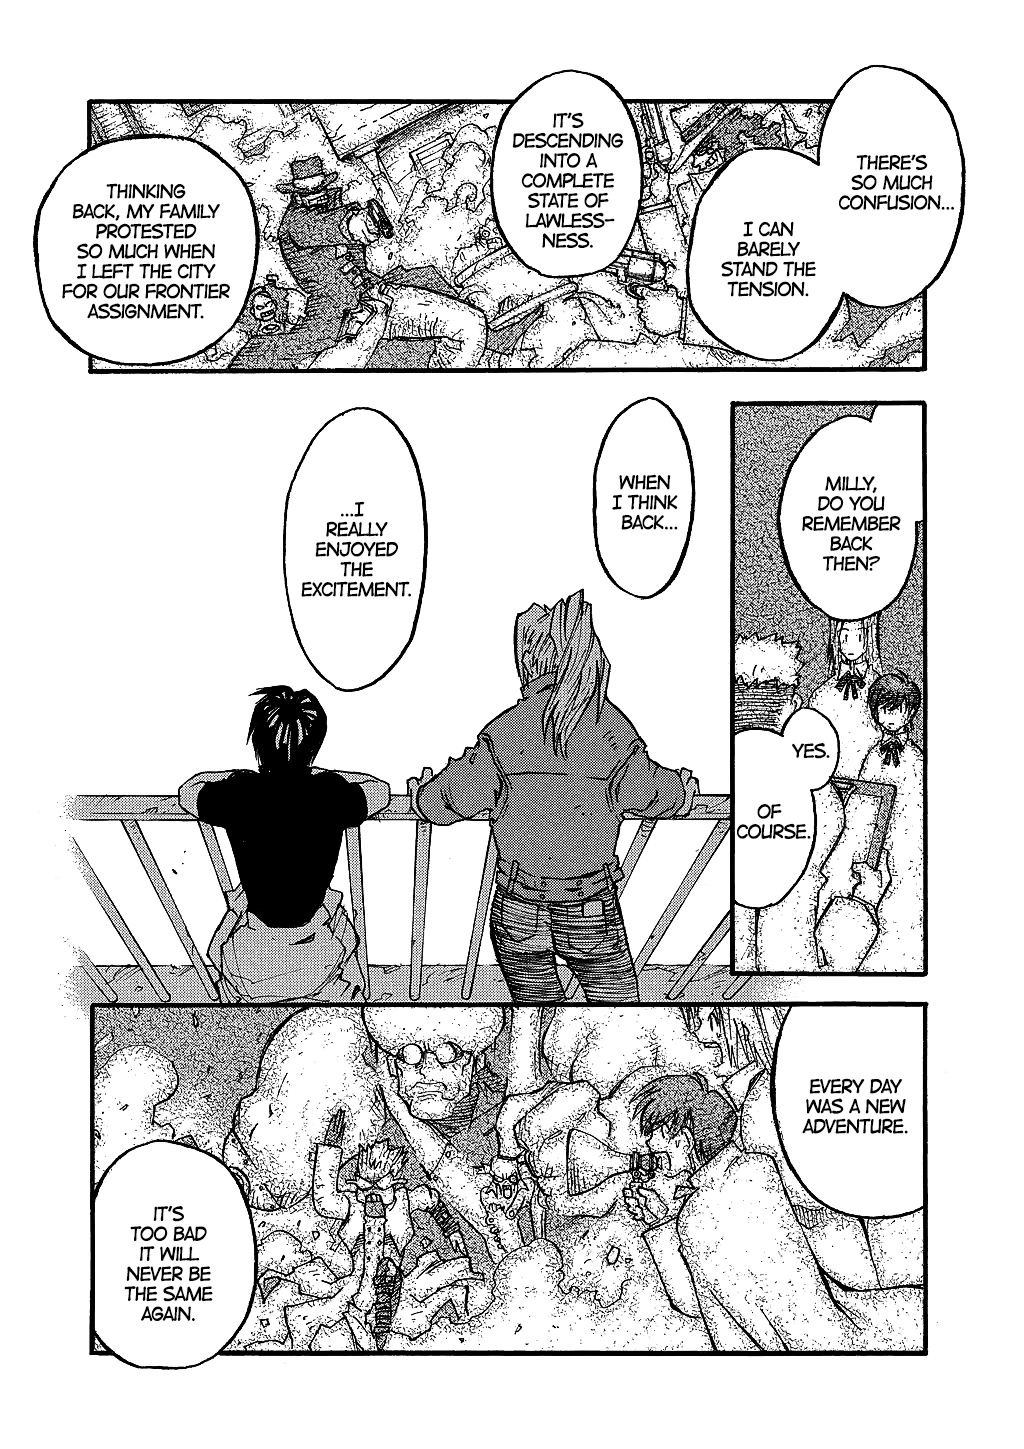 THERE'S
SO MUCH
CONFUSION...
I CAN
BARELY
STAND THE
TENSION.
IT'S
DESCENDING
INTO A
COMPLETE
STATE OF
LAWLESS-
NESS.
THINKING
BACK, MY FAMILY
PROTESTED
SO MUCH WHEN
I LEFT THE CITY
FOR OUR FRONTIER
ASSIGNMENT.
MILLY,
DO YOU
REMEMBER
BACK
THEN?
YES.
OF
COURSE.
WHEN
I THINK
BACK...
...I
REALLY
ENJOYED
THE
EXCITEMENT.
EVERY DAY
WAS A NEW
ADVENTURE.
IT'S
TOO BAD
IT WILL
NEVER BE
THE SAME
AGAIN.